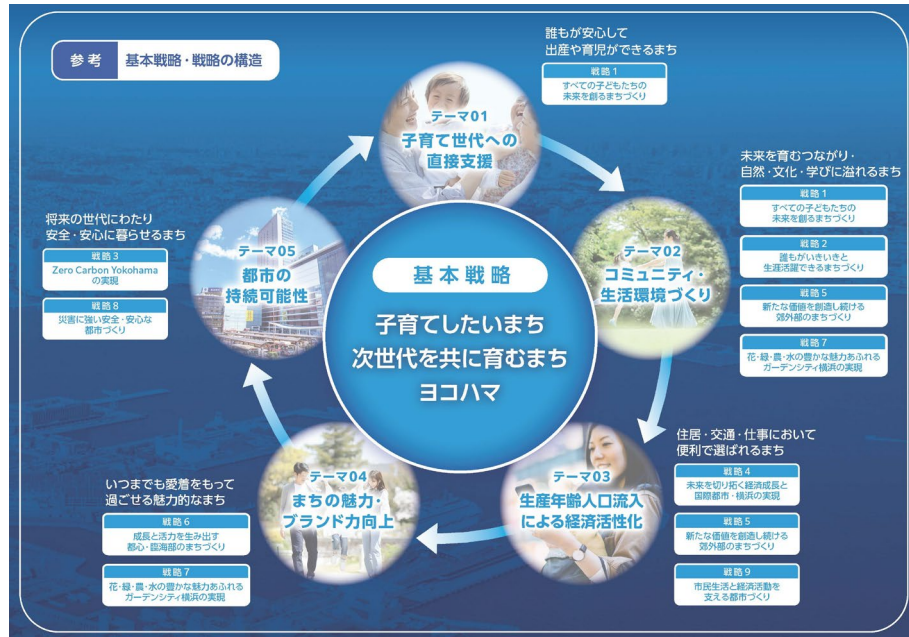 参考 基本戦略・戦略の構造
誰もが安心して
出産や育児ができるまち
戦略1
すべての子どもたちの
未来を創るまちづくり
テーマ01
子育て世代への
直接支援
未来を育むつながり・
自然・文化・学びに溢れるまち
戦略1
すべての子どもたちの
未来を創るまちづくり
戦略2
誰もがいきいきと
生涯活躍できるまちづくり
戦略5
新たな価値を創造し続ける
郊外部のまちづくり
戦略7
花・緑・農・水の豊かな魅力あふれる
ガーデンシティ横浜の実現
テーマ02
コミュニティ・
生活環境づくり
基本戦略
子育てしたいまち
次世代を共に育むまち
ヨコハマ
住居・交通・仕事において
便利で選ばれるまち
戦略4
未来を切り拓く経済成長と
国際都市・横浜の実現
戦略5
新たな価値を創造し続ける
郊外部のまちづくり
戦略9
市民生活と経済活動を
支える都市づくり
テーマ03
生産年齢人口流入
による経済活性化
テーマ04
まちの魅力・
ブランド力向上
いつまでも愛着をもって
過ごせる魅力的なまち
戦略6
成長と活力を生み出す
都心・臨海部のまちづくり
戦略7
花・緑・農・水の豊かな魅力あふれる
ガーデンシティ横浜の実現
テーマ05
都市の
持続可能性
将来の世代にわたり
安全・安心に暮らせるまち
戦略3
Zero Carbon Yokohama
の実現
戦略8
災害に強い安全・安心な
都市づくり